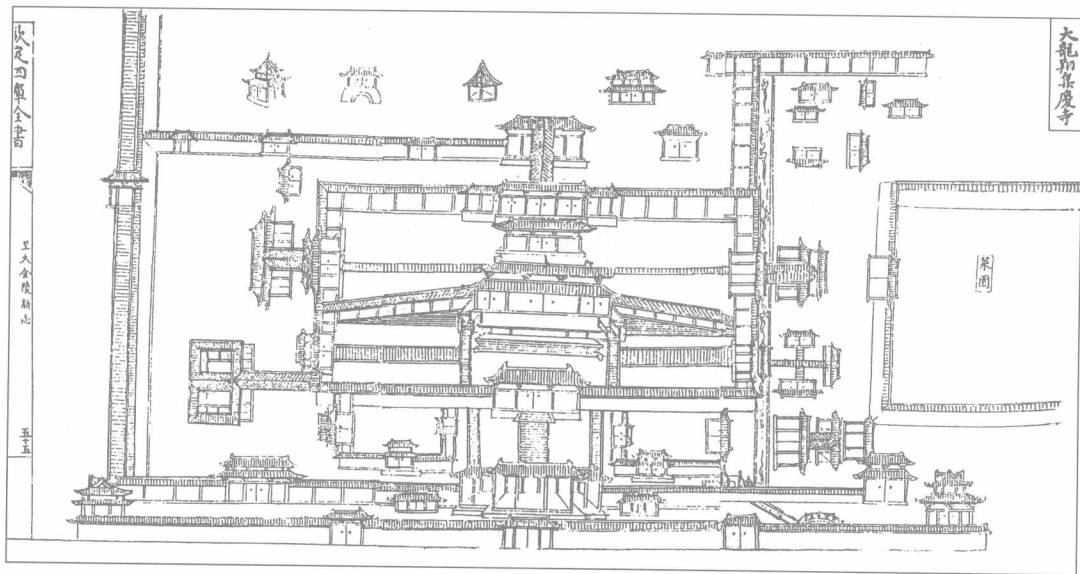 大龍翔集慶寺
菜園
欽定四庫全書
至大金陵新志
五十五